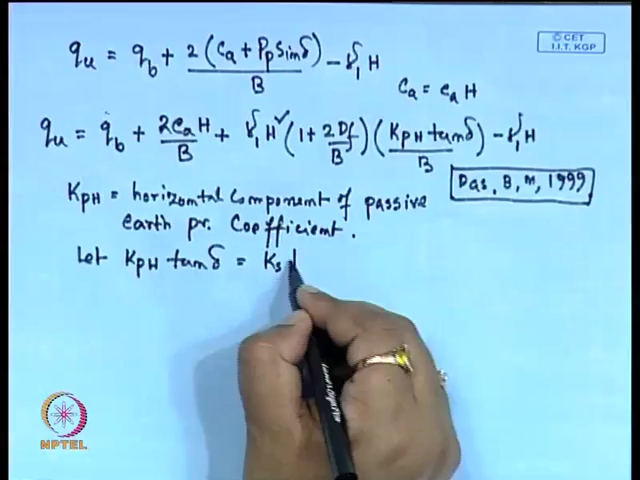 © CET
I.I.T. KGP
qu = qb + 2 (Ca + Pp Sinδ) / B − γ1 H
Ca = ca H
qu = qb + 2caH / B + γ1 H² (1 + 2Df / B) (KPH tanδ / B) − γ1 H
KPH = horizontal component of passive
earth pr. Coefficient.
Das, B, M, 1999
Let KPH tanδ = Ks
NPTEL